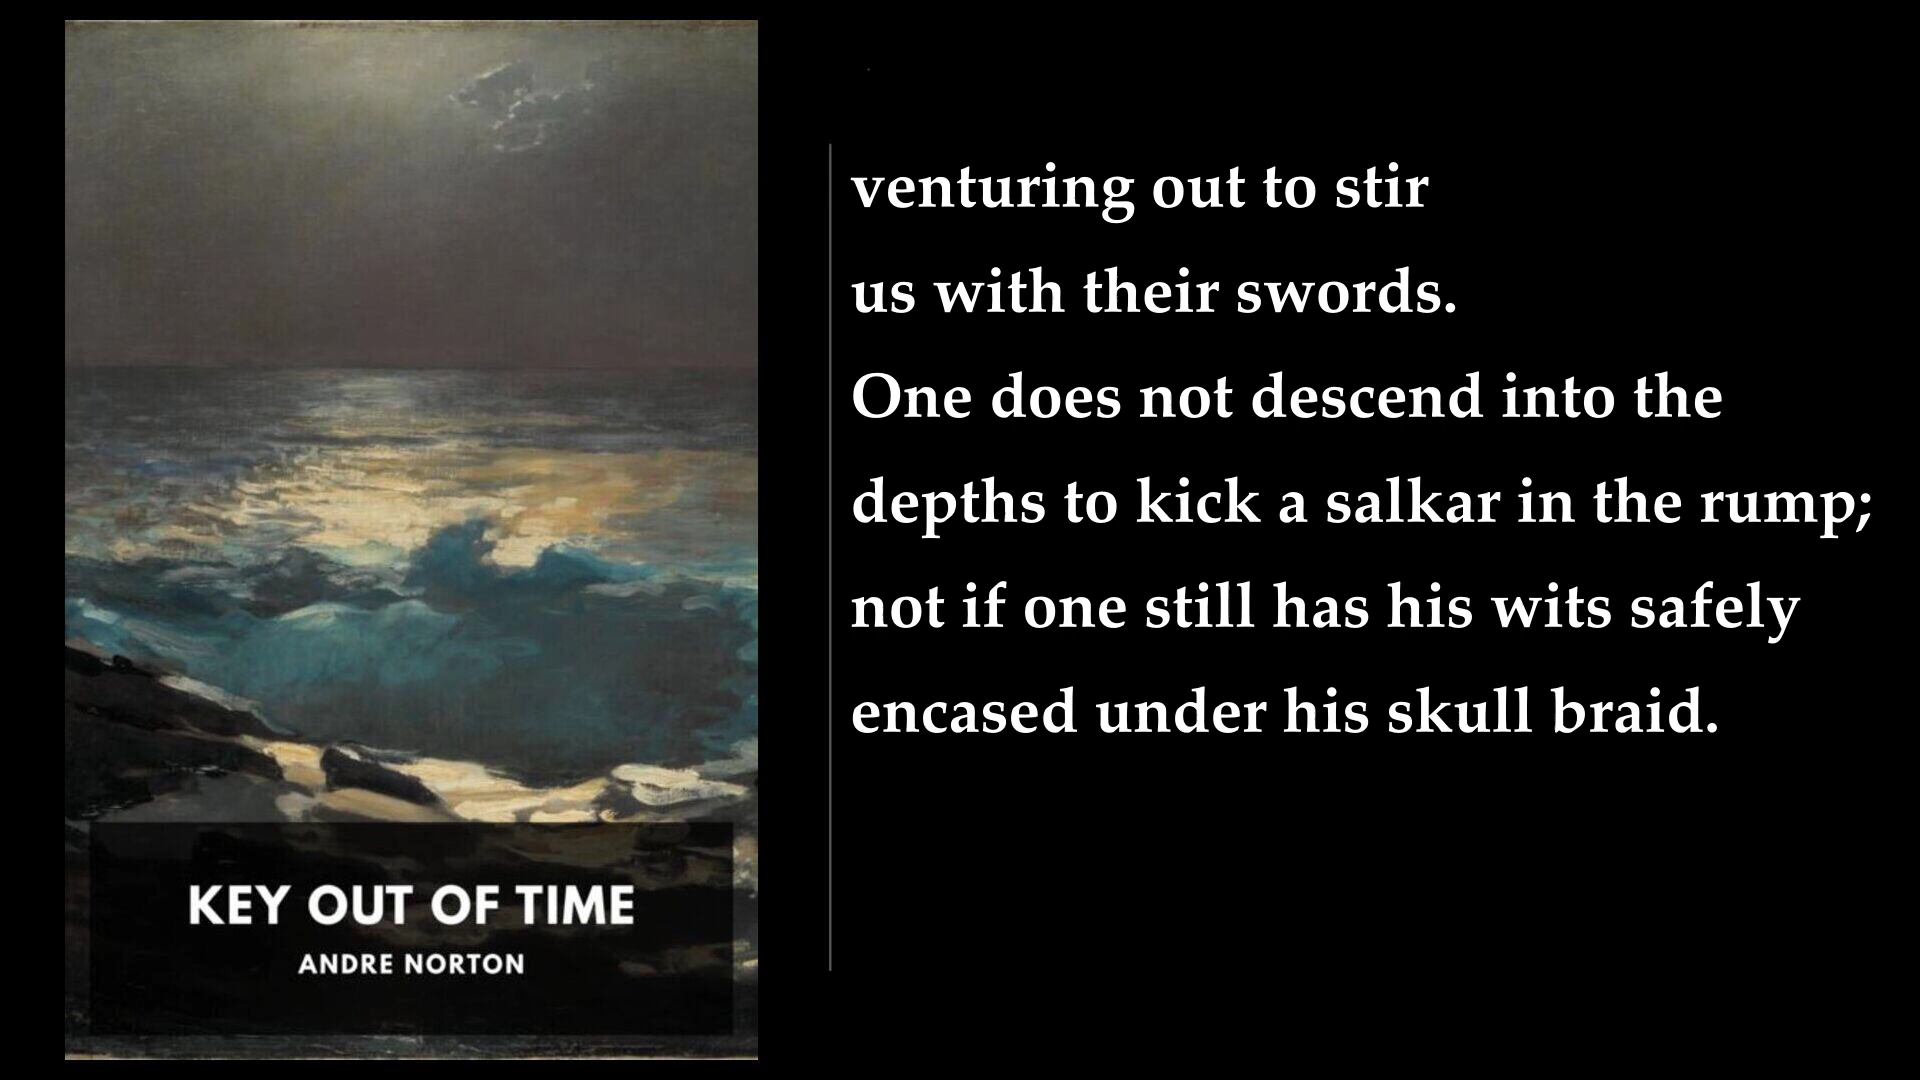 KEY OUT OF TIME
ANDRE NORTON
venturing out to stir
us with their swords.
One does not descend into the
depths to kick a salkar in the rump;
not if one still has his wits safely
encased under his skull braid.